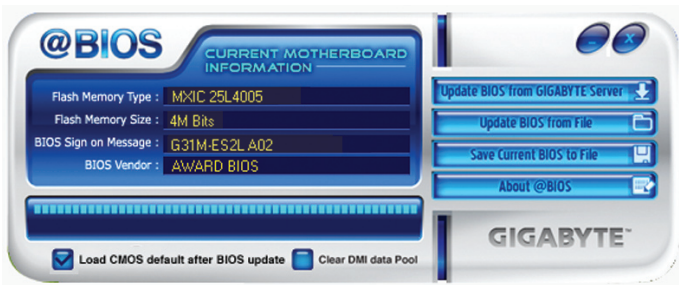 @BIOS
CURRENT MOTHERBOARD
INFORMATION
Flash Memory Type : MXIC 25L4005
Flash Memory Size : 4M Bits
BIOS Sign on Message : G31M-ES2L A02
BIOS Vendor : AWARD BIOS
Load CMOS default after BIOS update Clear DMI data Pool
Update BIOS from GIGABYTE Server
Update BIOS from File
Save Current BIOS to File
About @BIOS
GIGABYTE™